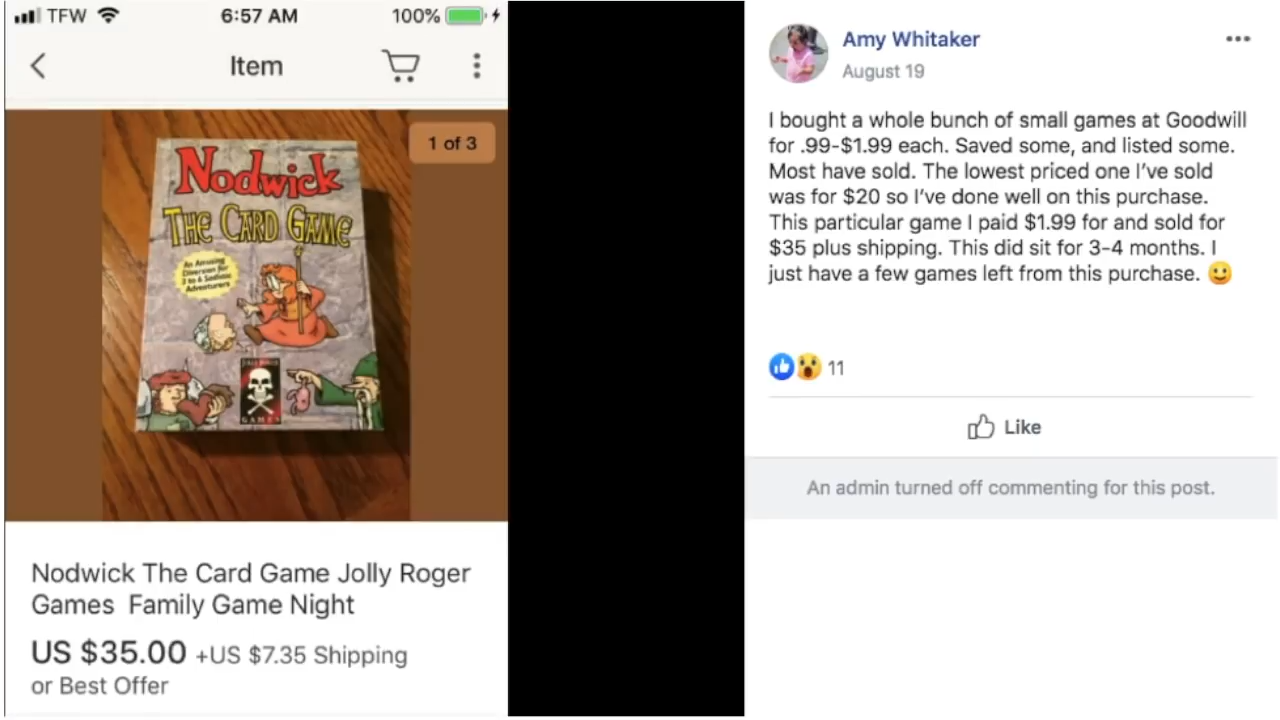 TFW
6:57 AM
100%
Item
1 of 3
Nodwick
THE CARD GAME
An Amusing
Diversion for
3 to 6 Sadistic
Adventurers
JOLLY ROGER
GAMES
Nodwick The Card Game Jolly Roger
Games Family Game Night
US $35.00 +US $7.35 Shipping
or Best Offer
Amy Whitaker
August 19
I bought a whole bunch of small games at Goodwill
for .99-$1.99 each. Saved some, and listed some.
Most have sold. The lowest priced one I've sold
was for $20 so I've done well on this purchase.
This particular game I paid $1.99 for and sold for
$35 plus shipping. This did sit for 3-4 months. I
just have a few games left from this purchase. 😀
11
Like
An admin turned off commenting for this post.